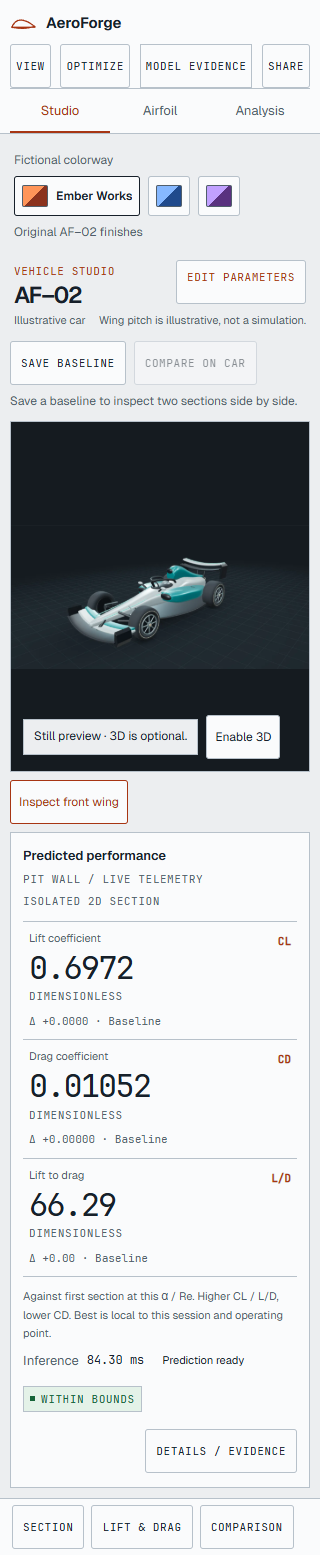 AeroForge
VIEW OPTIMIZE MODEL EVIDENCE SHARE
Studio Airfoil Analysis
Fictional colorway
Ember Works
Original AF–02 finishes
VEHICLE STUDIO
AF–02
EDIT PARAMETERS
Illustrative car Wing pitch is illustrative, not a simulation.
SAVE BASELINE COMPARE ON CAR
Save a baseline to inspect two sections side by side.
Still preview · 3D is optional. Enable 3D
Inspect front wing
Predicted performance
PIT WALL / LIVE TELEMETRY
ISOLATED 2D SECTION
Lift coefficient CL
0.6972
DIMENSIONLESS
Δ +0.0000 · Baseline
Drag coefficient CD
0.01052
DIMENSIONLESS
Δ +0.00000 · Baseline
Lift to drag L/D
66.29
DIMENSIONLESS
Δ +0.00 · Baseline
Against first section at this α / Re. Higher CL / L/D,
lower CD. Best is local to this session and operating
point.
Inference 84.30 ms Prediction ready
WITHIN BOUNDS
DETAILS / EVIDENCE
SECTION LIFT & DRAG COMPARISON